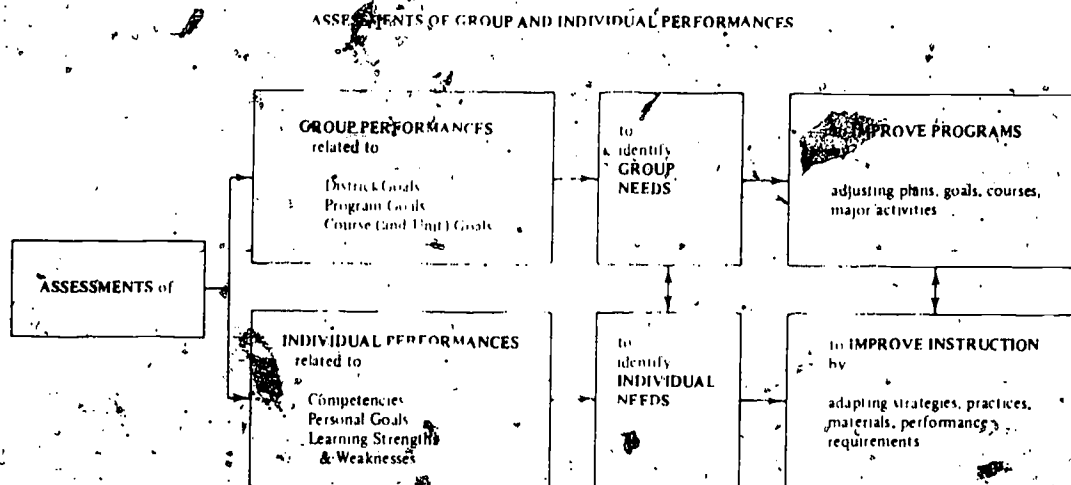 ASSESSMENTS OF GROUP AND INDIVIDUAL PERFORMANCES
ASSESSMENTS of
GROUP PERFORMANCES
related to
District Goals
Program Goals
Course (and Unit) Goals
to
identify
GROUP
NEEDS
to IMPROVE PROGRAMS
adjusting plans, goals, courses,
major activities
INDIVIDUAL PERFORMANCES
related to
Competencies
Personal Goals
Learning Strengths
& Weaknesses
to
identify
INDIVIDUAL
NEEDS
to IMPROVE INSTRUCTION
by
adapting strategies, practices,
materials, performance
requirements